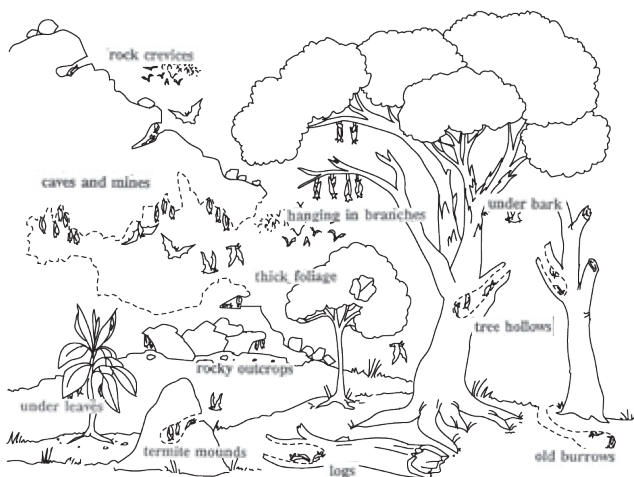 rock crevices
caves and mines
hanging in branches
under bark
thick foliage
tree hollows
rocky outcrops
under leaves
termite mounds
logs
old burrows